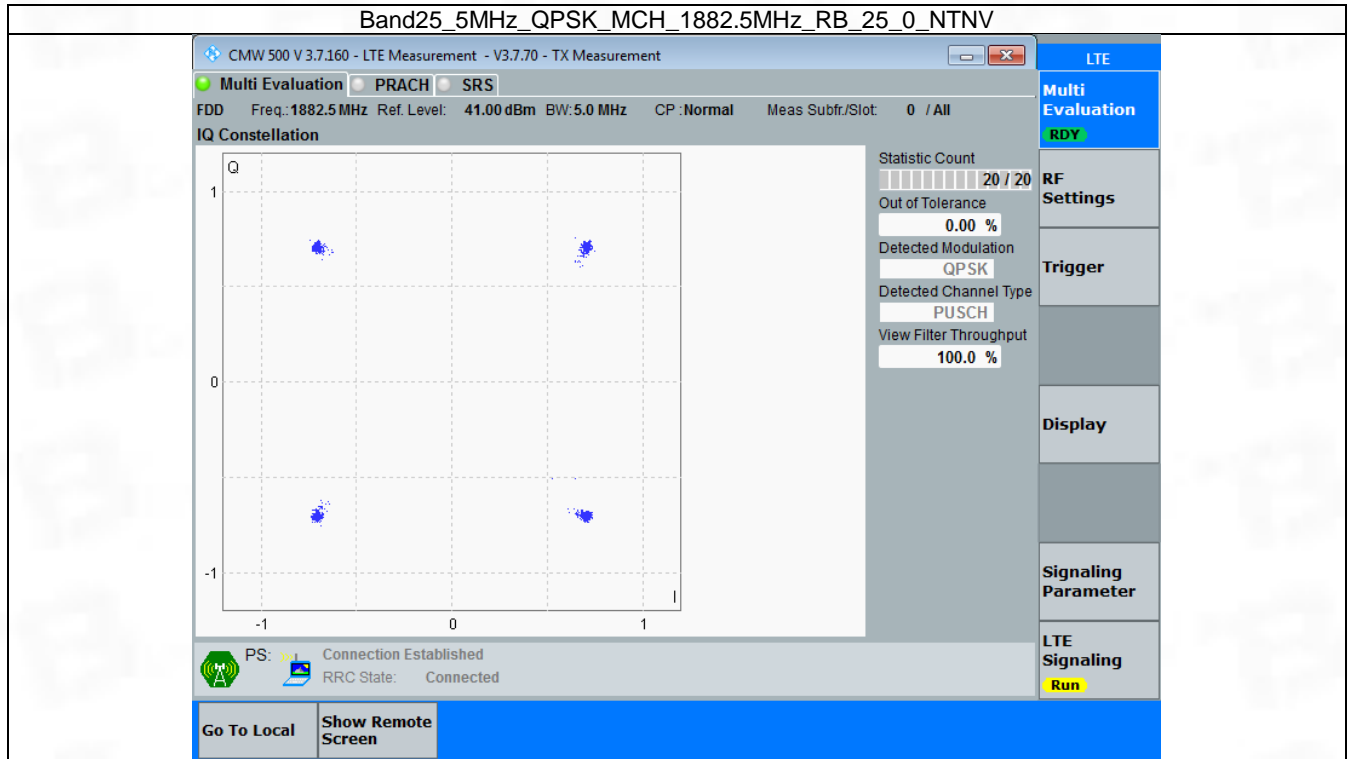 Band25_5MHz_QPSK_MCH_1882.5MHz_RB_25_0_NTNV
CMW 500 V 3.7.160 - LTE Measurement - V3.7.70 - TX Measurement
LTE
Multi Evaluation PRACH SRS
Multi
Evaluation
RDY
FDD Freq.:1882.5 MHz Ref. Level: 41.00 dBm BW:5.0 MHz CP :Normal Meas Subfr./Slot: 0 / All
IQ Constellation
Q
1
0
-1
I
-1 0 1
Statistic Count
20 / 20
Out of Tolerance
0.00 %
Detected Modulation
QPSK
Detected Channel Type
PUSCH
View Filter Throughput
100.0 %
RF
Settings
Trigger
Display
Signaling
Parameter
LTE
Signaling
Run
PS: Connection Established
RRC State: Connected
Go To Local
Show Remote
Screen